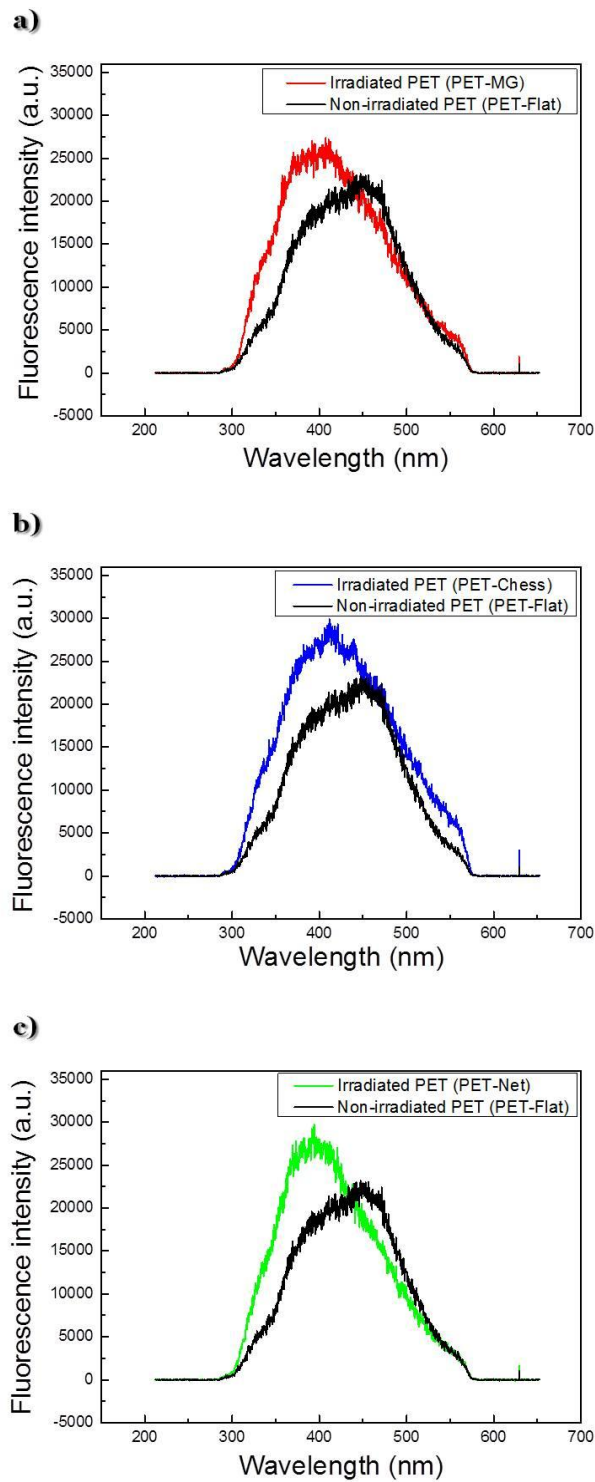 a)
Fluorescence intensity (a.u.)
35000
30000
25000
20000
15000
10000
5000
0
-5000
Irradiated PET (PET-MG)
Non-irradiated PET (PET-Flat)
200 300 400 500 600 700
Wavelength (nm)
b)
Fluorescence intensity (a.u.)
35000
30000
25000
20000
15000
10000
5000
0
-5000
Irradiated PET (PET-Chess)
Non-irradiated PET (PET-Flat)
200 300 400 500 600 700
Wavelength (nm)
c)
Fluorescence intensity (a.u.)
35000
30000
25000
20000
15000
10000
5000
0
-5000
Irradiated PET (PET-Net)
Non-irradiated PET (PET-Flat)
200 300 400 500 600 700
Wavelength (nm)